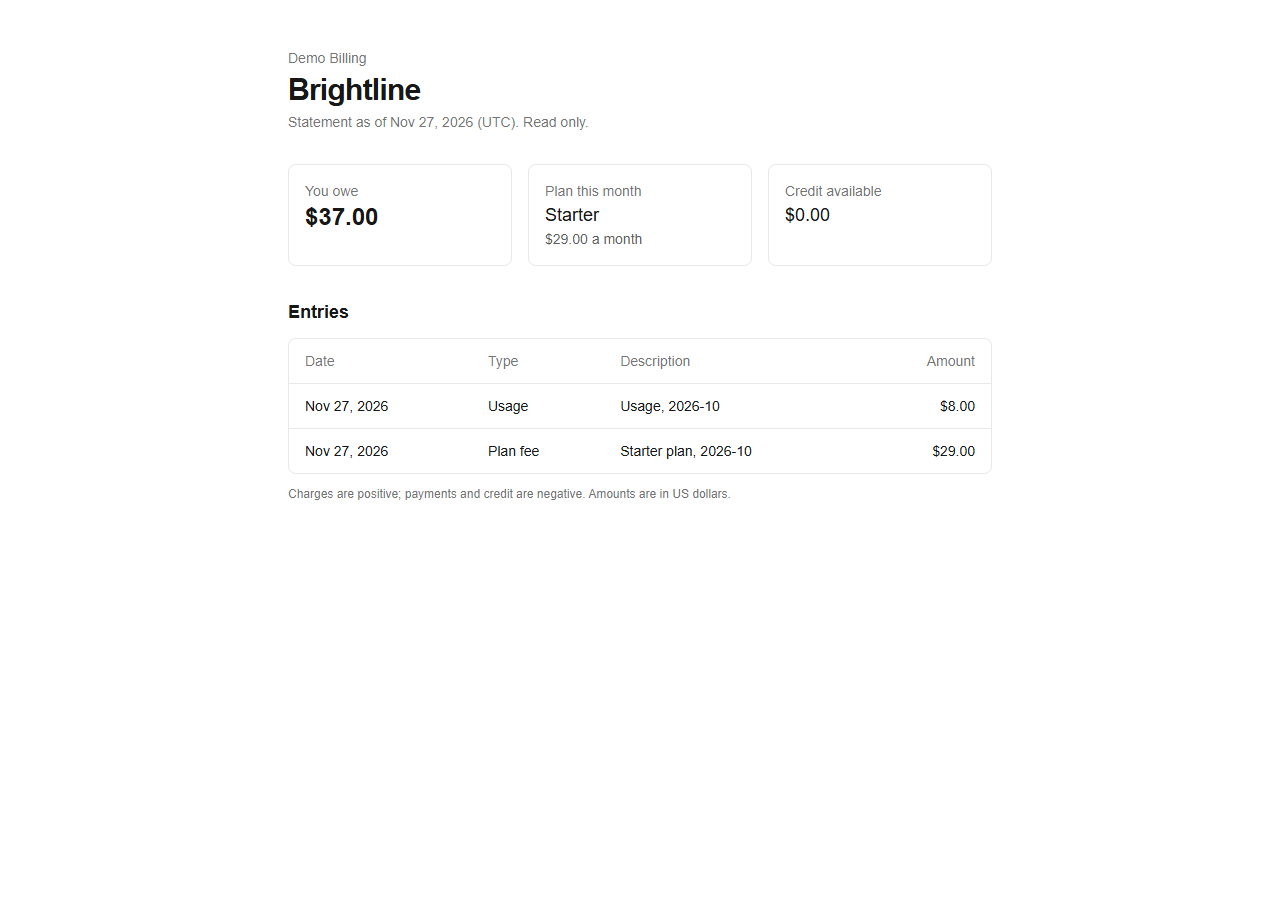 Demo Billing
Brightline
Statement as of Nov 27, 2026 (UTC). Read only.
You owe
$37.00
Plan this month
Starter
$29.00 a month
Credit available
$0.00
Entries
Date Type Description Amount
Nov 27, 2026 Usage Usage, 2026-10 $8.00
Nov 27, 2026 Plan fee Starter plan, 2026-10 $29.00
Charges are positive; payments and credit are negative. Amounts are in US dollars.